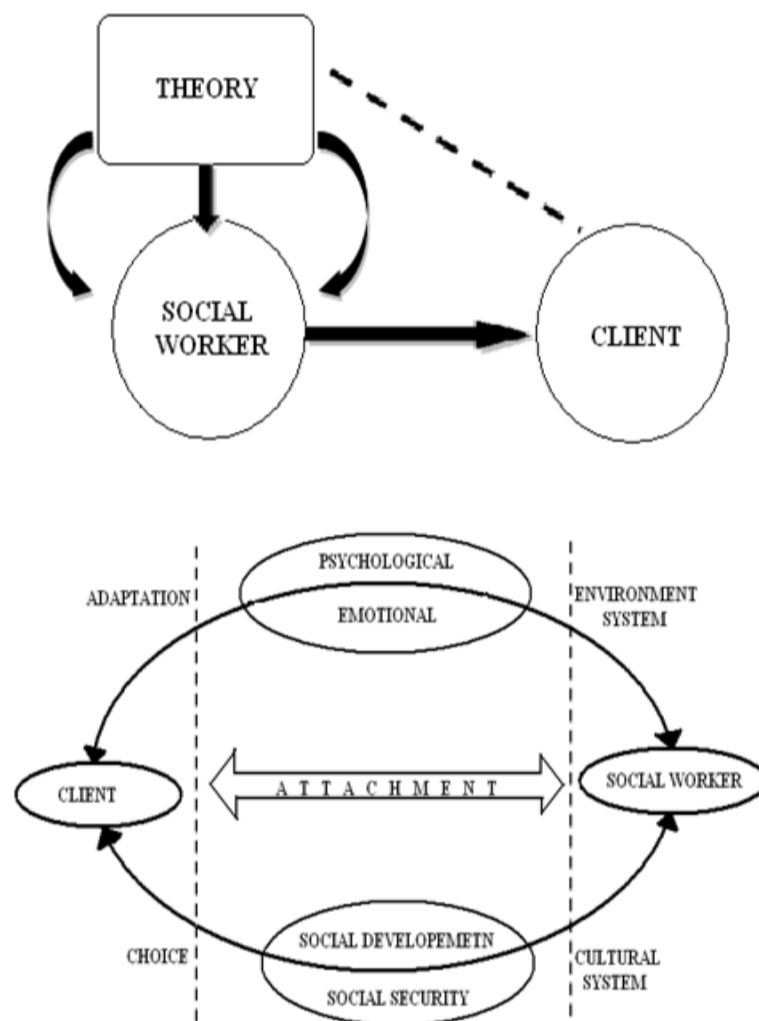 THEORY
SOCIAL
WORKER
CLIENT
PSYCHOLOGICAL
ADAPTATION
ENVIRONMENT
SYSTEM
EMOTIONAL
CLIENT
ATTACHMENT
SOCIAL WORKER
SOCIAL DEVELOPEMETN
CHOICE
CULTURAL
SYSTEM
SOCIAL SECURITY